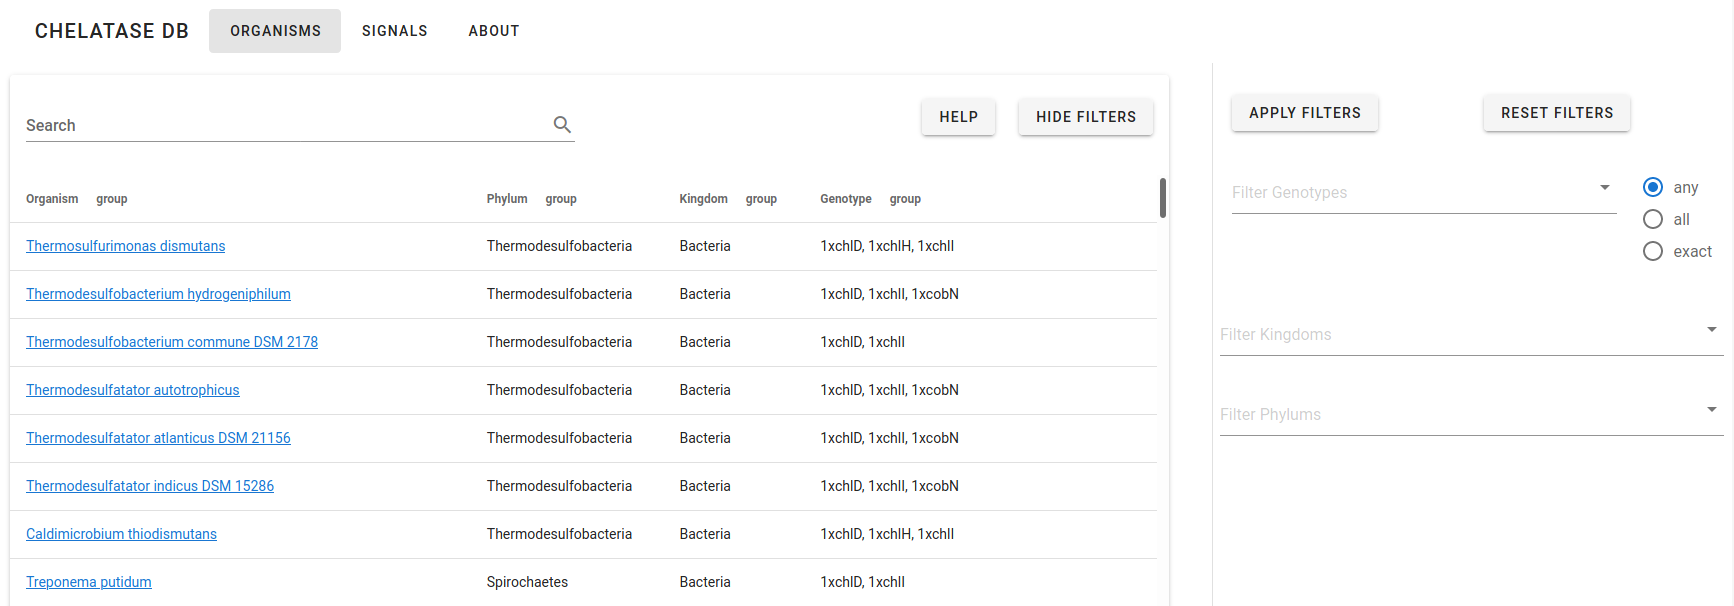 CHELATASE DB ORGANISMS SIGNALS ABOUT
Search HELP HIDE FILTERS
Organism group Phylum group Kingdom group Genotype group
Thermosulfurimonas dismutans Thermodesulfobacteria Bacteria 1xchlD, 1xchlH, 1xchlI
Thermodesulfobacterium hydrogeniphilum Thermodesulfobacteria Bacteria 1xchlD, 1xchlI, 1xcobN
Thermodesulfobacterium commune DSM 2178 Thermodesulfobacteria Bacteria 1xchlD, 1xchlI
Thermodesulfatator autotrophicus Thermodesulfobacteria Bacteria 1xchlD, 1xchlI, 1xcobN
Thermodesulfatator atlanticus DSM 21156 Thermodesulfobacteria Bacteria 1xchlD, 1xchlI, 1xcobN
Thermodesulfatator indicus DSM 15286 Thermodesulfobacteria Bacteria 1xchlD, 1xchlI, 1xcobN
Caldimicrobium thiodismutans Thermodesulfobacteria Bacteria 1xchlD, 1xchlH, 1xchlI
Treponema putidum Spirochaetes Bacteria 1xchlD, 1xchlI
APPLY FILTERS RESET FILTERS
Filter Genotypes
any
all
exact
Filter Kingdoms
Filter Phylums